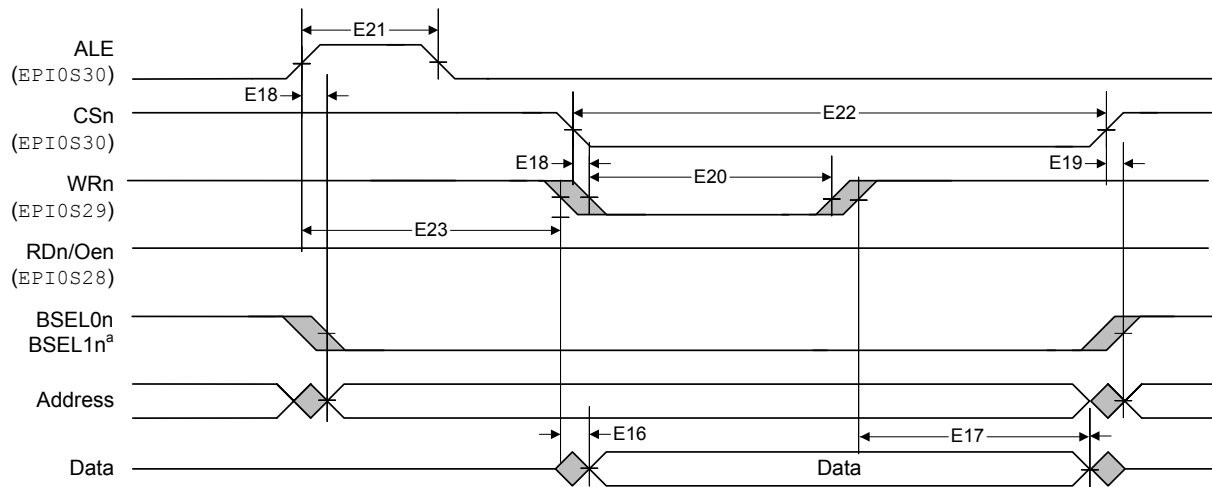 E21
ALE
(EPI0S30)
E18
CSn
(EPI0S30)
E22
E18
E19
E20
WRn
(EPI0S29)
E23
RDn/Oen
(EPI0S28)
BSEL0n
BSEL1nᵃ
Address
E16
E17
Data
Data